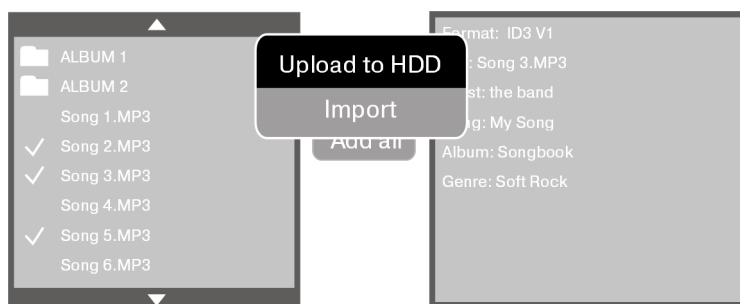 ALBUM 1
ALBUM 2
Song 1.MP3
Song 2.MP3
Song 3.MP3
Song 4.MP3
Song 5.MP3
Song 6.MP3
Upload to HDD
Import
Add all
Format: ID3 V1
: Song 3.MP3
st: the band
g: My Song
Album: Songbook
Genre: Soft Rock